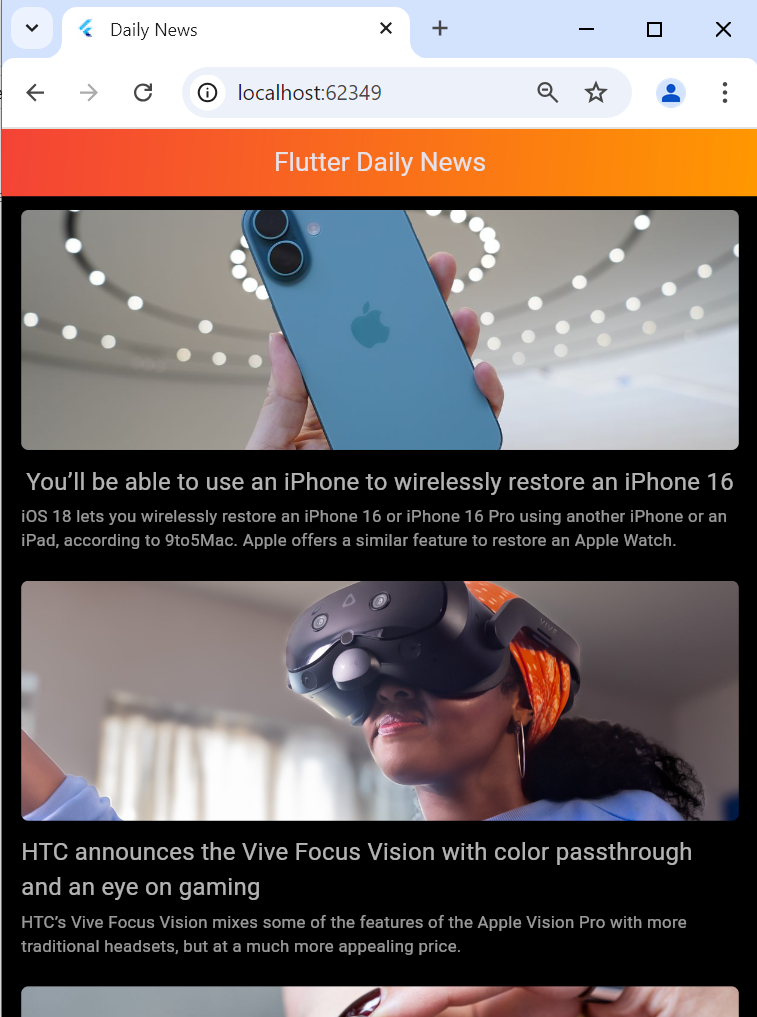 Daily News
localhost:62349
Flutter Daily News
You’ll be able to use an iPhone to wirelessly restore an iPhone 16
iOS 18 lets you wirelessly restore an iPhone 16 or iPhone 16 Pro using another iPhone or an
iPad, according to 9to5Mac. Apple offers a similar feature to restore an Apple Watch.
VIVE
HTC announces the Vive Focus Vision with color passthrough
and an eye on gaming
HTC’s Vive Focus Vision mixes some of the features of the Apple Vision Pro with more
traditional headsets, but at a much more appealing price.